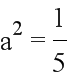 a² = 1/5